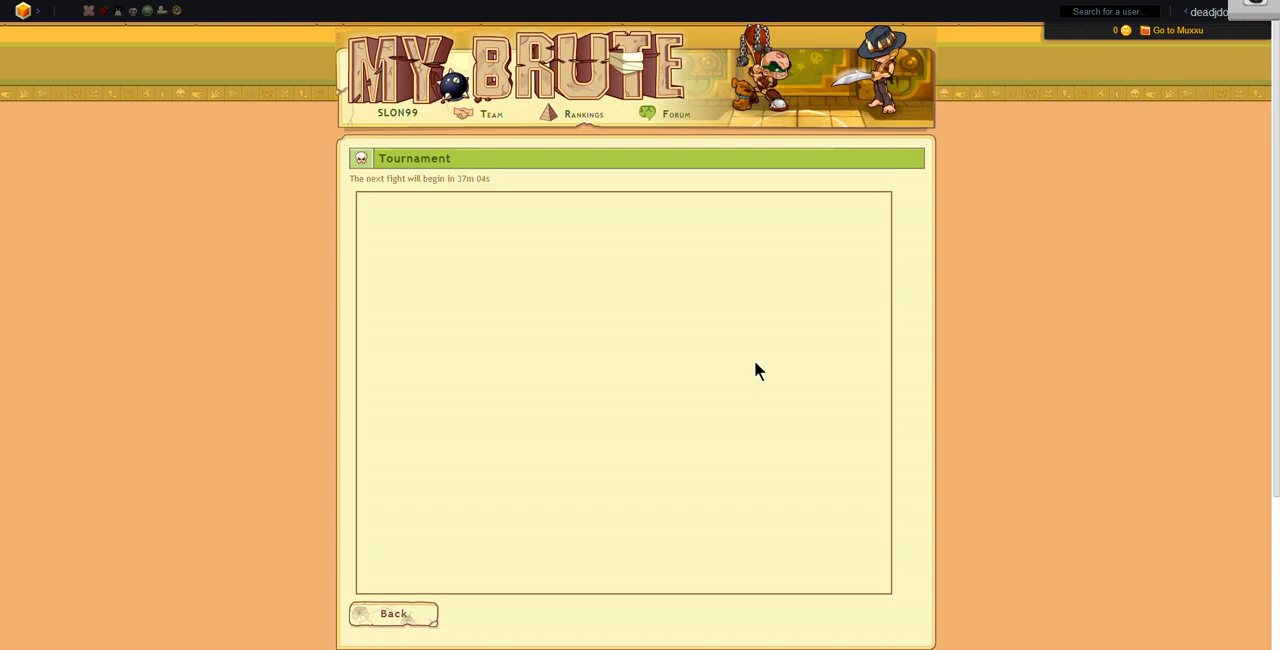 Search for a user...
deadjdo
0
Go to Muxxu
MY BRUTE
SLON99
Team
Rankings
Forum
Tournament
The next fight will begin in 37m 04s
Back